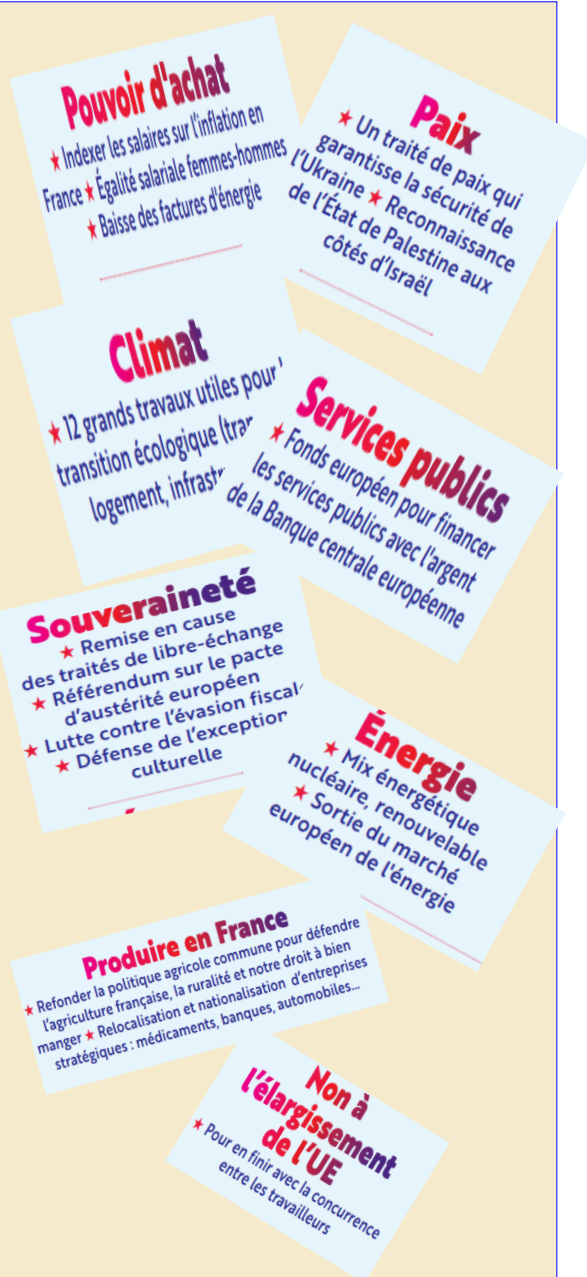 Pouvoir d'achat
★ Indexer les salaires sur l'inflation en
France ★ Égalité salariale femmes-hommes
★ Baisse des factures d'énergie
Paix
★ Un traité de paix qui
garantisse la sécurité de
l'Ukraine ★ Reconnaissance
de l'État de Palestine aux
côtés d'Israël
Climat
★ 12 grands travaux utiles pour
transition écologique
logement,
Services publics
★ Fonds européen pour financer
les services publics avec l'argent
de la Banque centrale européenne
Souveraineté
★ Remise en cause
des traités de libre-échange
★ Référendum sur le pacte
d'austérité européen
★ Lutte contre l'évasion fiscale
★ Défense de l'exception
culturelle
Énergie
★ Mix énergétique
nucléaire, renouvelable
★ Sortie du marché
européen de l'énergie
Produire en France
★ Refonder la politique agricole commune pour défendre
l'agriculture française, la ruralité et notre droit à bien
manger ★ Relocalisation et nationalisation d'entreprises
stratégiques : médicaments, banques, automobiles...
Non à
l'élargissement
de l'UE
★ Pour en finir avec la concurrence
entre les travailleurs